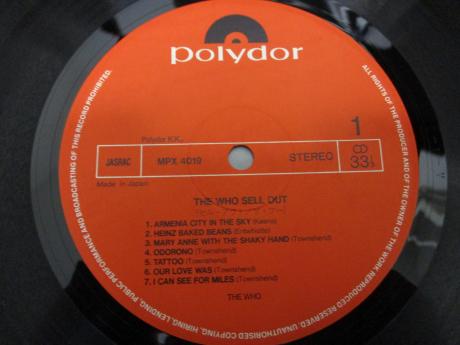 polydor
Polydor K.K.
JASRAC
MPX 4019
STEREO
1
33⅓
Made in Japan
THE WHO SELL OUT
1. ARMENIA CITY IN THE SKY (Keene)
2. HEINZ BAKED BEANS (Entwhistle)
3. MARY ANNE WITH THE SHAKY HAND (Townshend)
4. ODORONO (Townshend)
5. TATTOO (Townshend)
6. OUR LOVE WAS (Townshend)
7. I CAN SEE FOR MILES (Townshend)
THE WHO
ALL RIGHTS OF THE PRODUCER AND OF THE OWNER OF THE WORK REPRODUCED RESERVED. UNAUTHORISED COPYING, HIRING, LENDING, PUBLIC PERFORMANCE AND BROADCASTING OF THIS RECORD PROHIBITED.